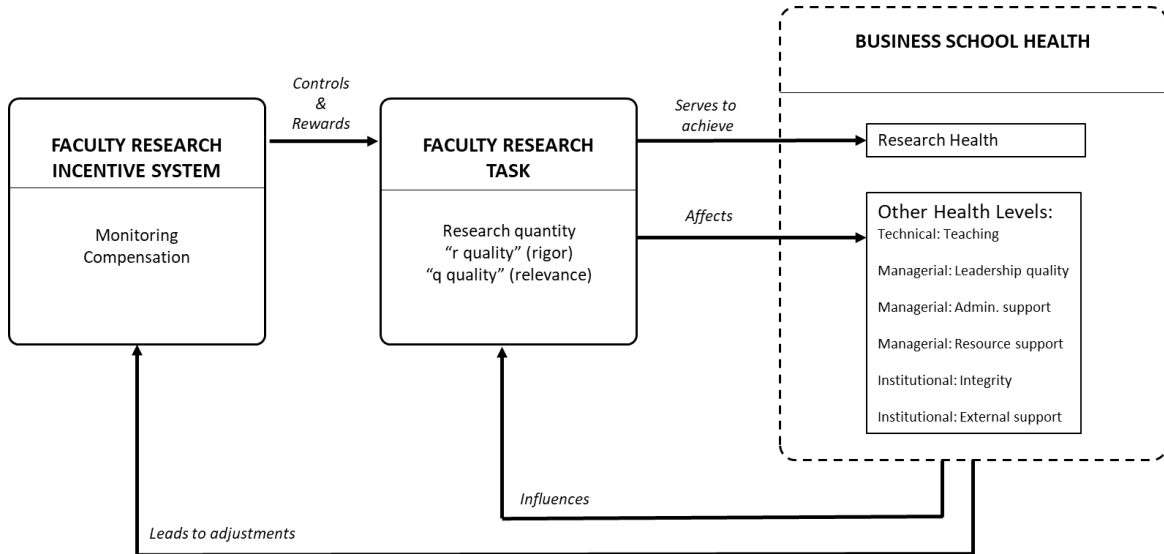 FACULTY RESEARCH
INCENTIVE SYSTEM
Monitoring
Compensation
Controls
&
Rewards
FACULTY RESEARCH
TASK
Research quantity
“r quality” (rigor)
“q quality” (relevance)
Serves to
achieve
Affects
BUSINESS SCHOOL HEALTH
Research Health
Other Health Levels:
Technical: Teaching
Managerial: Leadership quality
Managerial: Admin. support
Managerial: Resource support
Institutional: Integrity
Institutional: External support
Influences
Leads to adjustments